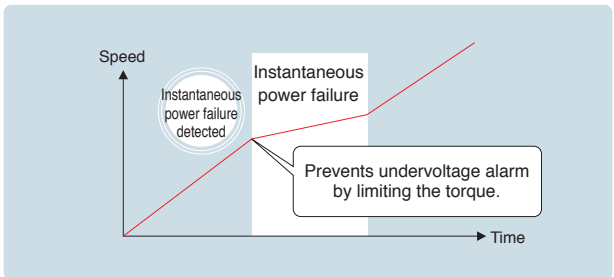 Speed
Instantaneous
power failure
detected
Instantaneous
power failure
Prevents undervoltage alarm
by limiting the torque.
Time